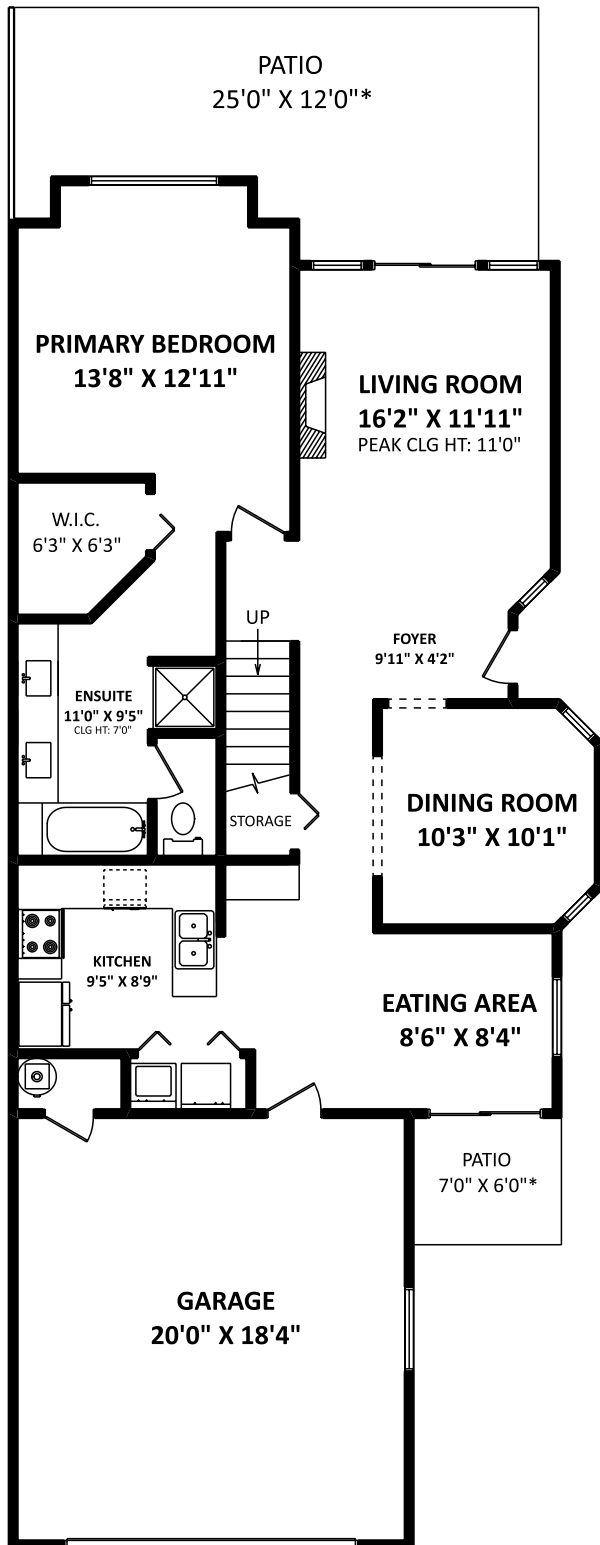 PATIO
25'0" X 12'0"*
PRIMARY BEDROOM
13'8" X 12'11"
LIVING ROOM
16'2" X 11'11"
PEAK CLG HT: 11'0"
W.I.C.
6'3" X 6'3"
UP
FOYER
9'11" X 4'2"
ENSUITE
11'0" X 9'5"
CLG HT: 7'0"
STORAGE
DINING ROOM
10'3" X 10'1"
KITCHEN
9'5" X 8'9"
EATING AREA
8'6" X 8'4"
PATIO
7'0" X 6'0"*
GARAGE
20'0" X 18'4"